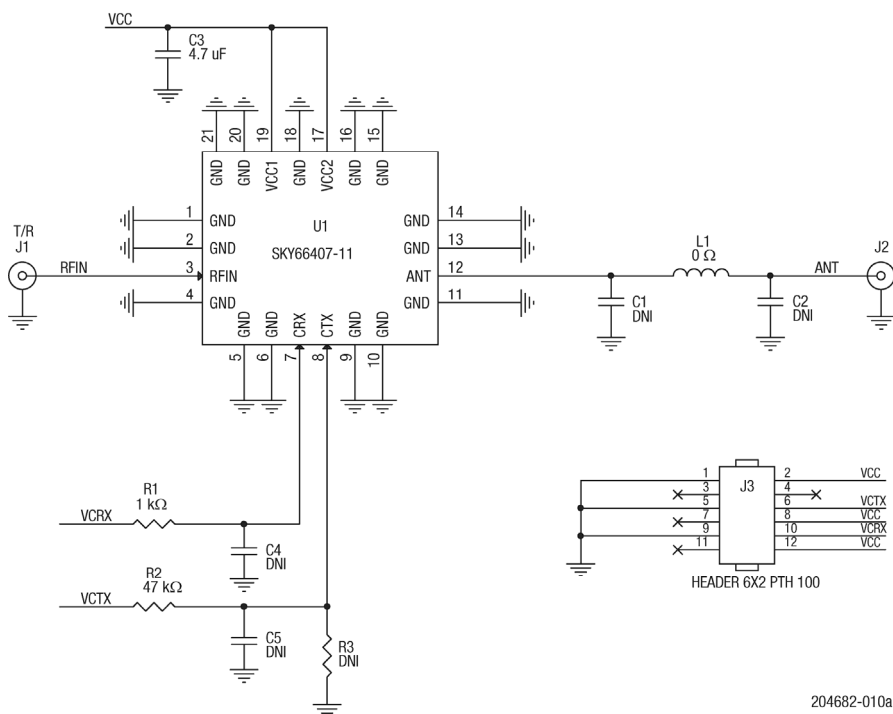 VCC
C3
4.7 uF
21
20
19
18
17
16
15
GND
GND
VCC1
GND
VCC2
GND
GND
U1
SKY66407-11
1
GND
2
GND
3
RFIN
4
GND
GND
14
GND
13
ANT
12
GND
11
GND
GND
CRX
CTX
GND
GND
5
6
7
8
9
10
T/R
J1
RFIN
L1
0 Ω
C1
DNI
C2
DNI
ANT
J2
R1
1 kΩ
VCRX
C4
DNI
R2
47 kΩ
VCTX
C5
DNI
R3
DNI
J3
1
2
VCC
3
4
5
6
VCTX
7
8
VCC
9
10
VCRX
11
12
VCC
HEADER 6X2 PTH 100
204682-010a